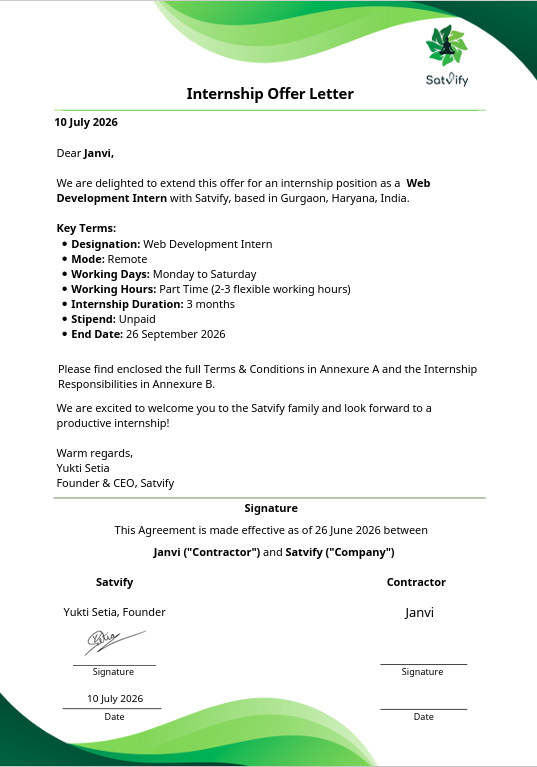 Satvify
Internship Offer Letter
10 July 2026
Dear Janvi,
We are delighted to extend this offer for an internship position as a Web
Development Intern with Satvify, based in Gurgaon, Haryana, India.
Key Terms:
• Designation: Web Development Intern
• Mode: Remote
• Working Days: Monday to Saturday
• Working Hours: Part Time (2-3 flexible working hours)
• Internship Duration: 3 months
• Stipend: Unpaid
• End Date: 26 September 2026
Please find enclosed the full Terms & Conditions in Annexure A and the Internship
Responsibilities in Annexure B.
We are excited to welcome you to the Satvify family and look forward to a
productive internship!
Warm regards,
Yukti Setia
Founder & CEO, Satvify
Signature
This Agreement is made effective as of 26 June 2026 between
Janvi ("Contractor") and Satvify ("Company")
Satvify
Contractor
Yukti Setia, Founder
Janvi
Signature
Signature
10 July 2026
Date
Date